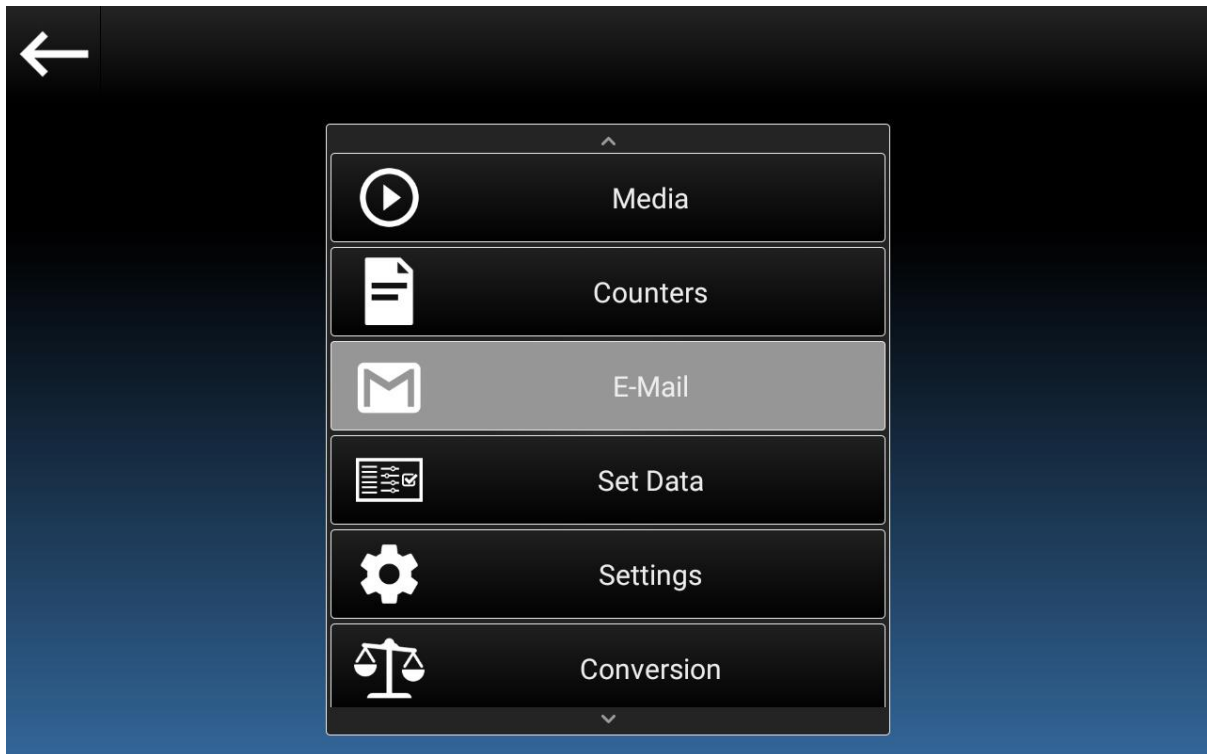 Media
Counters
E-Mail
Set Data
Settings
Conversion